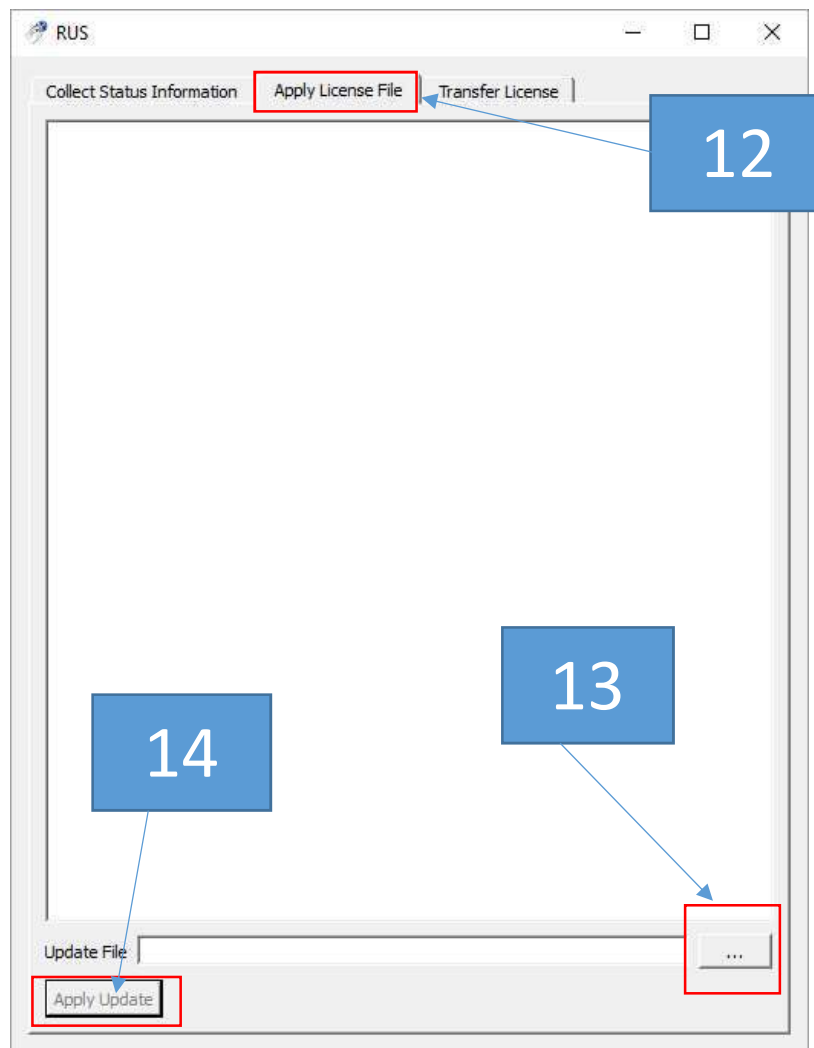 RUS
Collect Status Information Apply License File Transfer License
12
13
14
Update File ...
Apply Update